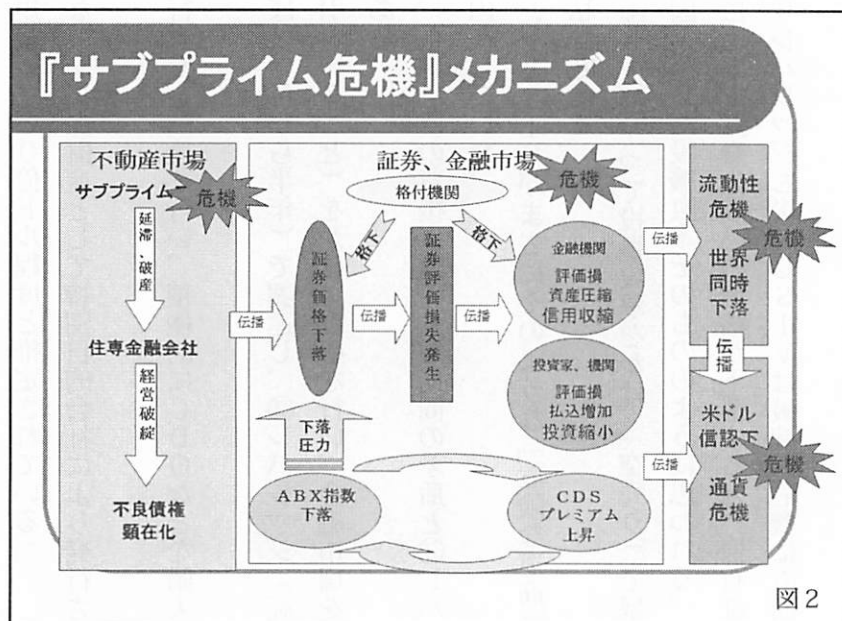 『サブプライム危機』メカニズム
不動産市場
サブプライム
危機
延滞、破産
住専金融会社
経営破綻
不良債権
顕在化
伝播
証券、金融市場
危機
格付機関
格下
格下
証券価格下落
伝播
証券評価損失発生
伝播
金融機関
評価損
資産圧縮
信用収縮
投資家、機関
評価損
払込増加
投資縮小
下落
圧力
ABX指数
下落
CDS
プレミアム
上昇
伝播
伝播
流動性
危機
世界
同時
下落
危機
伝播
米ドル
信認下
通貨
危機
危機
図2